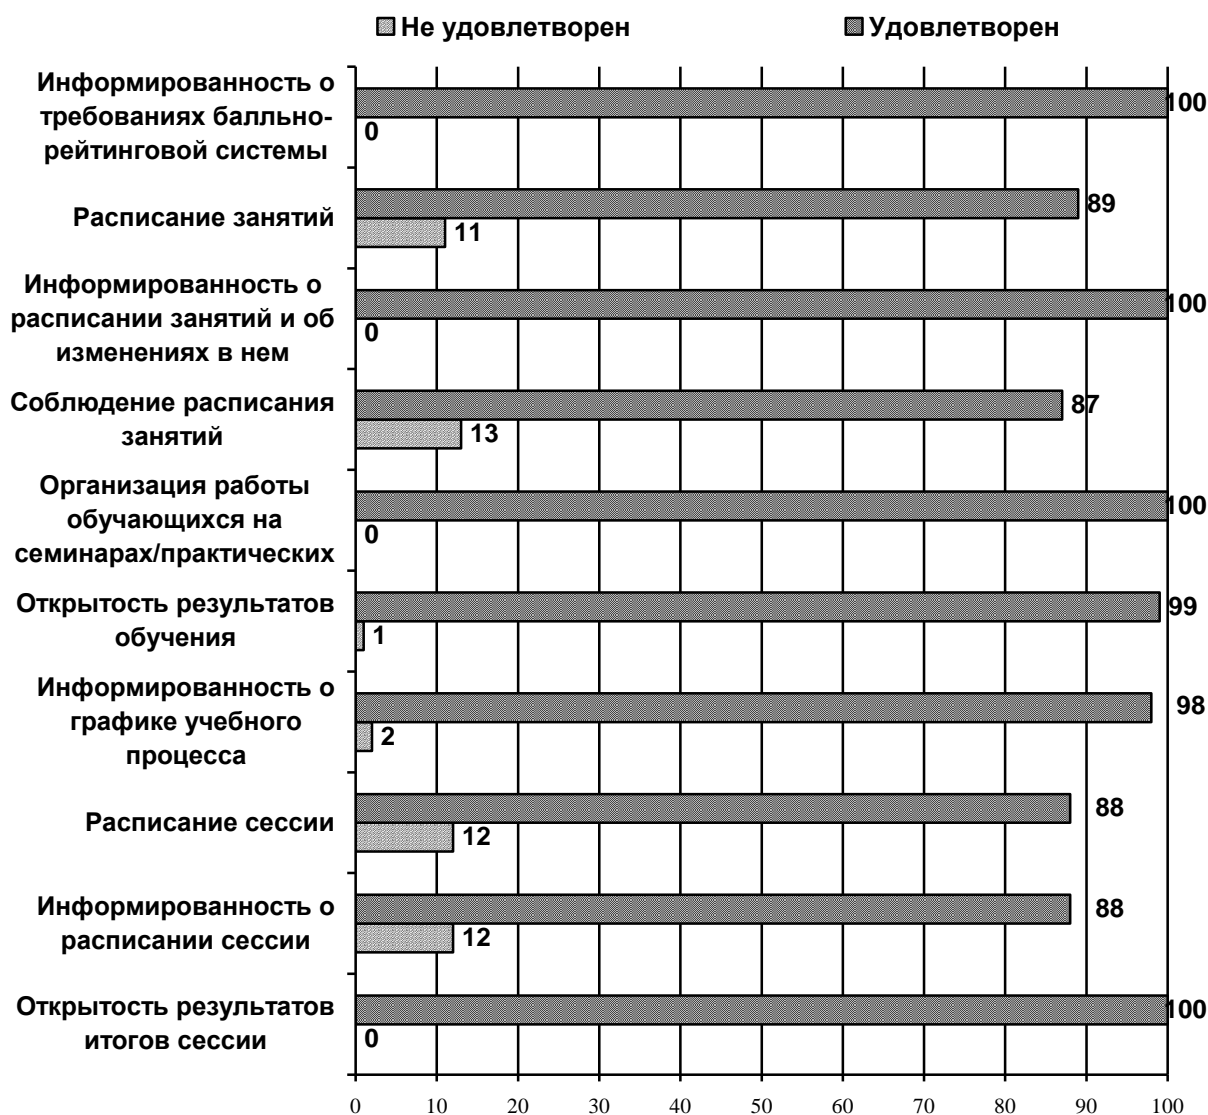 Не удовлетворен Удовлетворен
Информированность о
требованиях балльно-
рейтинговой системы
100
0
Расписание занятий
89
11
Информированность о
расписании занятий и об
изменениях в нем
100
0
Соблюдение расписания
занятий
87
13
Организация работы
обучающихся на
семинарах/практических
100
0
Открытость результатов
обучения
99
1
Информированность о
графике учебного
процесса
98
2
Расписание сессии
88
12
Информированность о
расписании сессии
88
12
Открытость результатов
итогов сессии
100
0
0 10 20 30 40 50 60 70 80 90 100